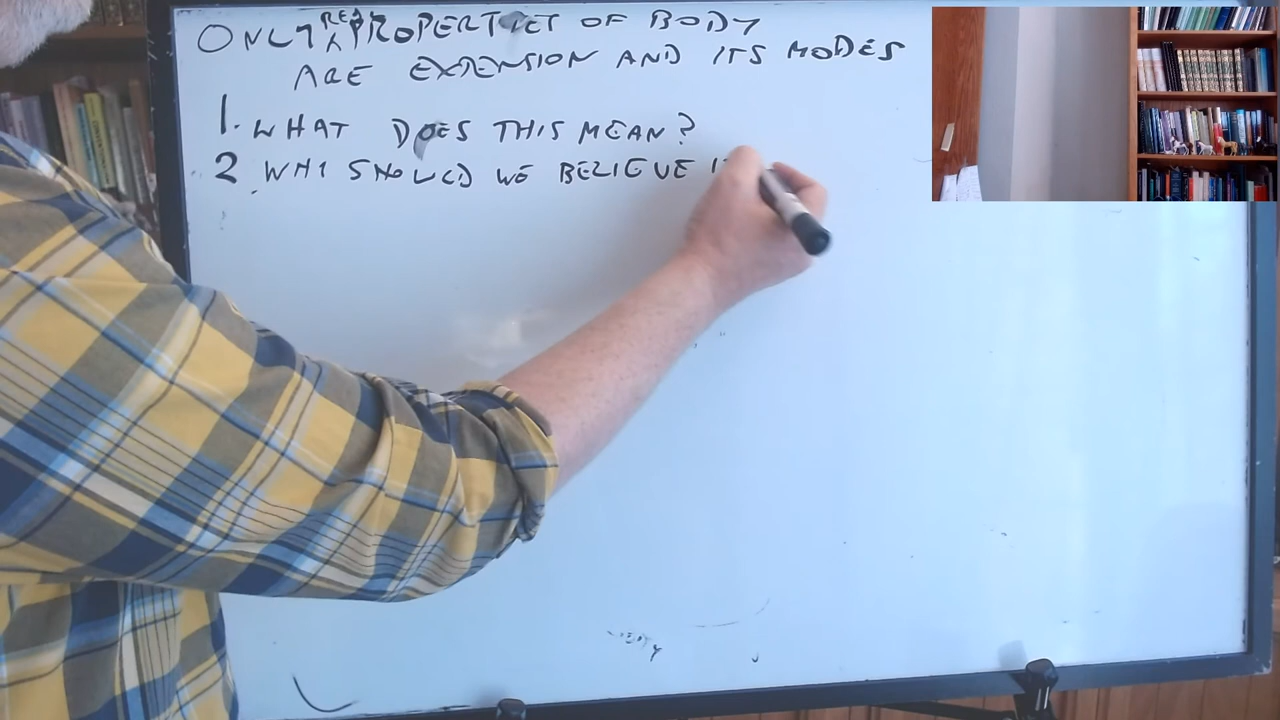 ONLY REAL PROPERTIES OF BODY
ARE EXTENSION AND ITS MODES
1. WHAT DOES THIS MEAN?
2 WHY SHOULD WE BELIEVE